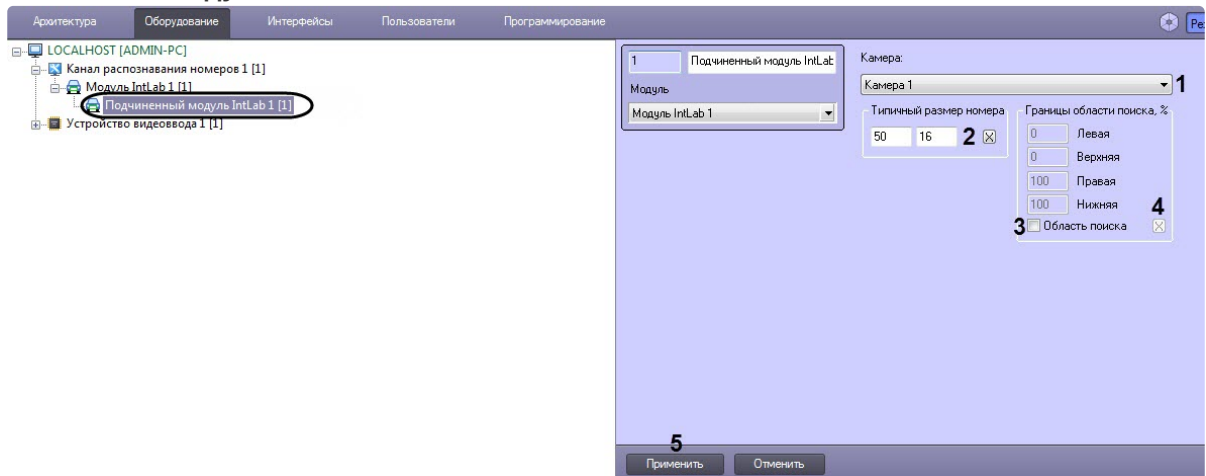 Архитектура Оборудование Интерфейсы Пользователи Программирование
LOCALHOST [ADMIN-PC]
Канал распознавания номеров 1 [1]
Модуль IntLab 1 [1]
Подчиненный модуль IntLab 1 [1]
Устройство видеоввода 1 [1]
1 Подчиненный модуль IntLab
Модуль
Модуль IntLab 1
Камера:
Камера 1 1
Типичный размер номера
50 16 2
Границы области поиска, %
0 Левая
0 Верхняя
100 Правая
100 Нижняя 4
3 Область поиска
5
Применить Отменить